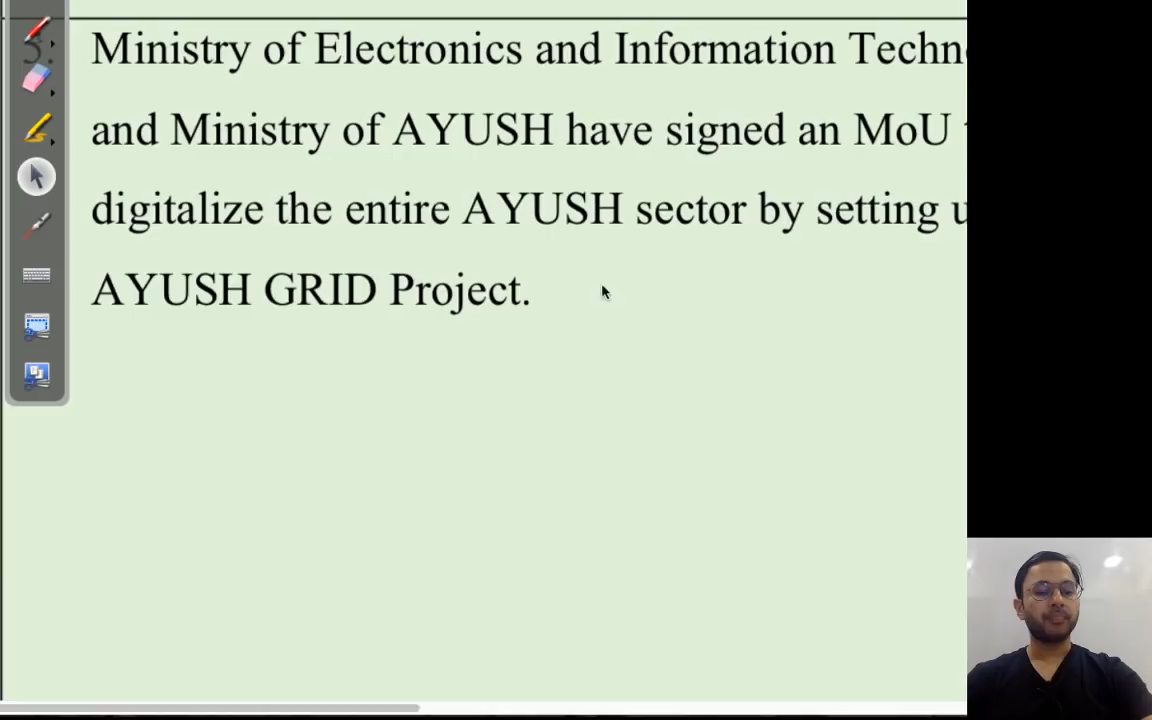 5. Ministry of Electronics and Information
and Ministry of AYUSH have signed an MoU
digitalize the entire AYUSH sector by setting
AYUSH GRID Project.